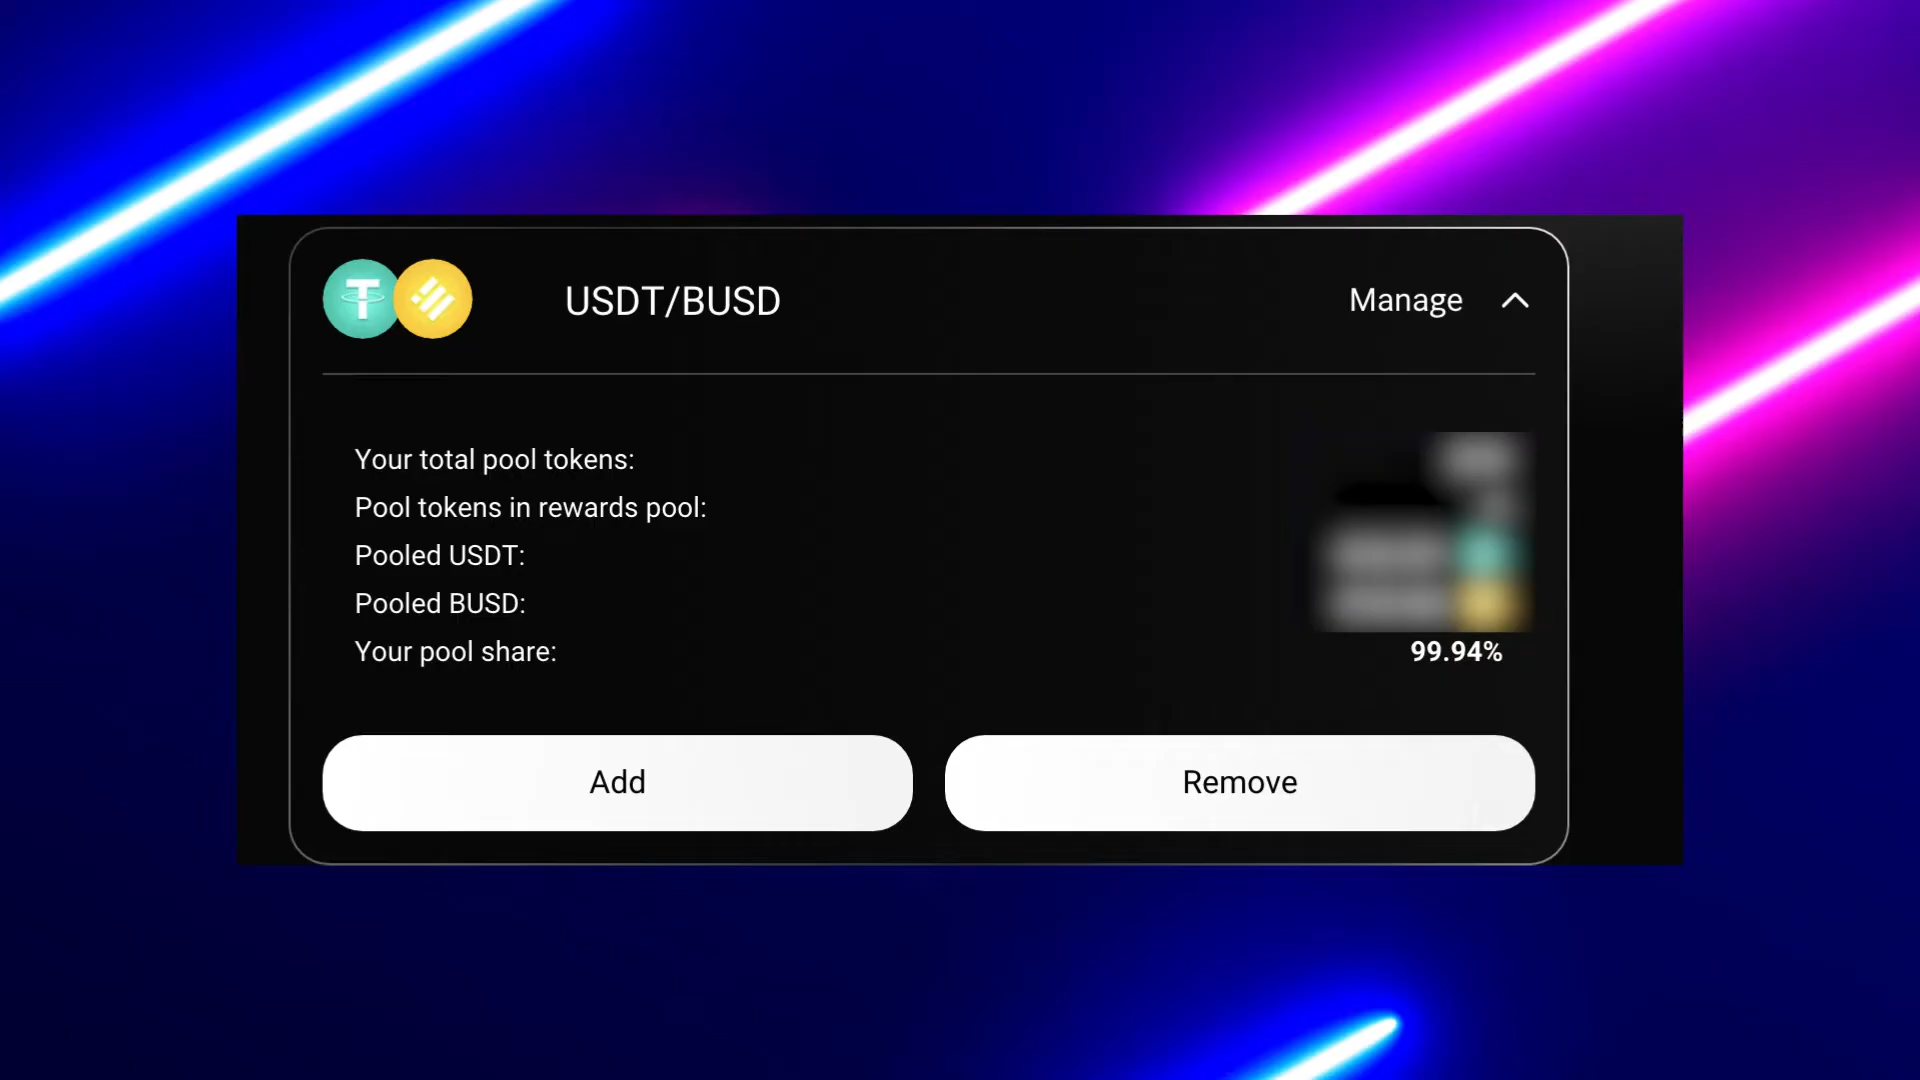 USDT/BUSD
Manage
Your total pool tokens:
Pool tokens in rewards pool:
Pooled USDT:
Pooled BUSD:
Your pool share: 99.94%
Add
Remove